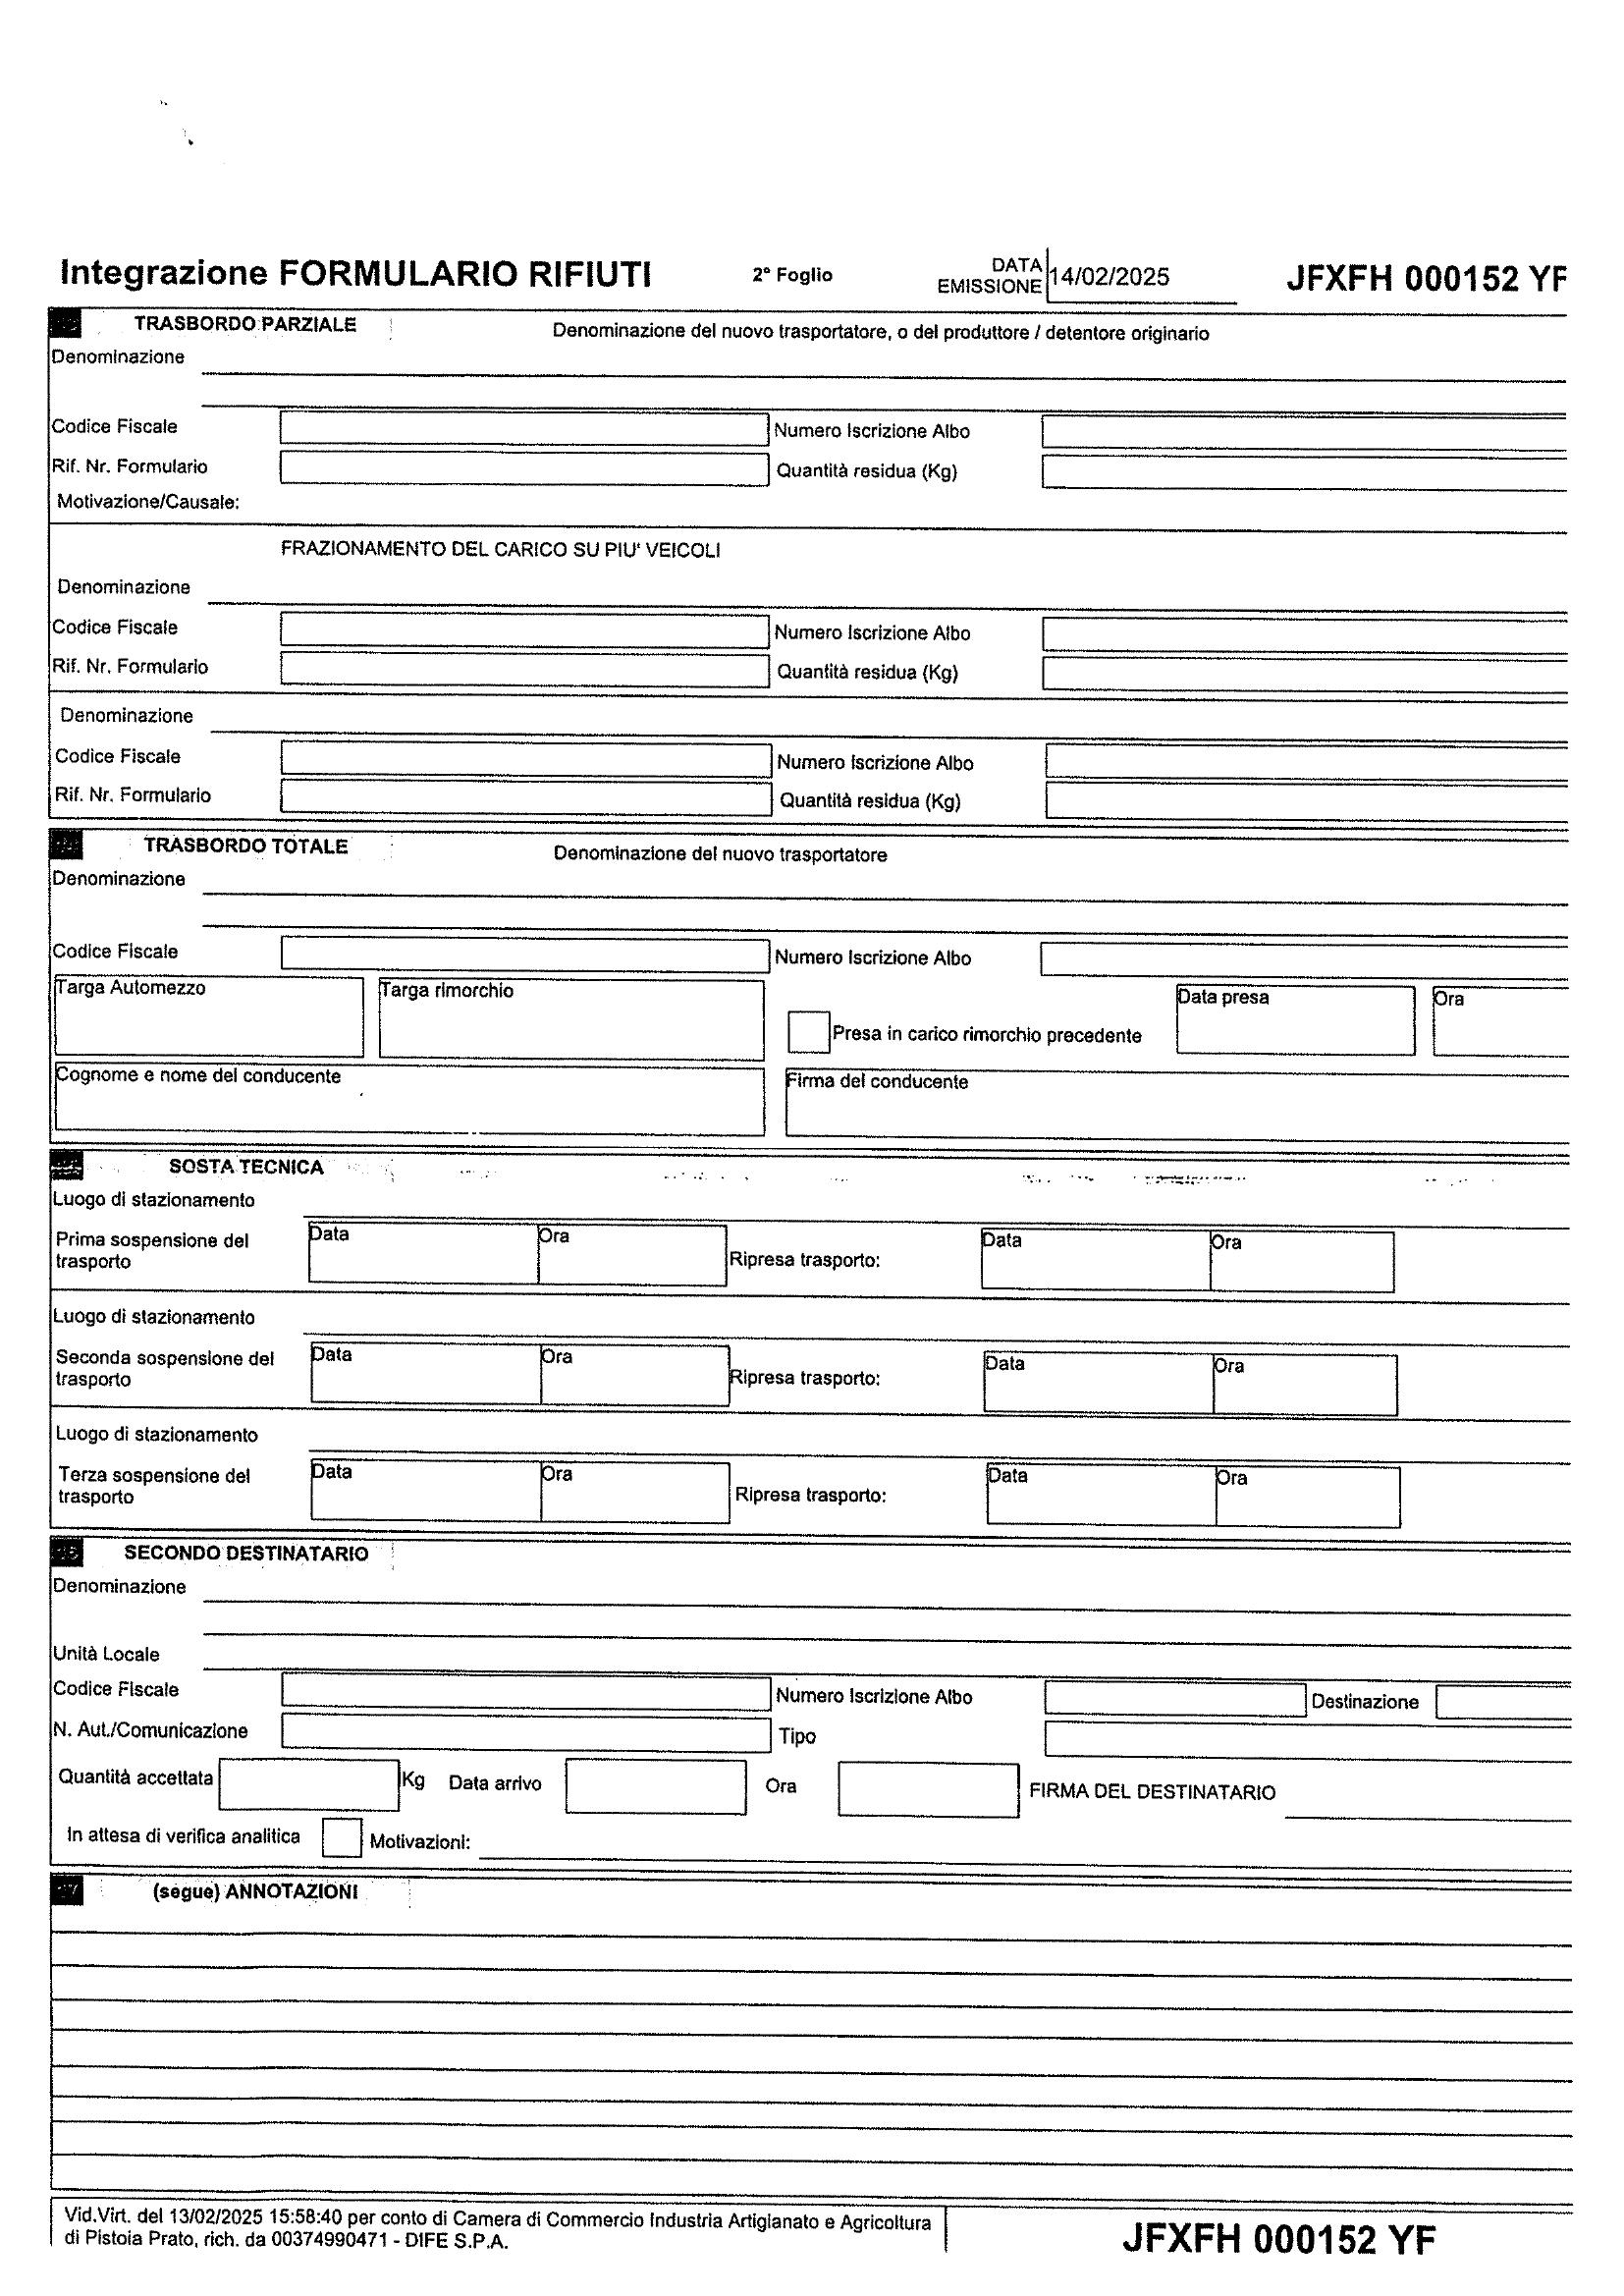 Integrazione FORMULARIO RIFIUTI 2° Foglio DATA EMISSIONE 14/02/2025 JFXFH 000152 YF
TRASBORDO PARZIALE Denominazione del nuovo trasportatore, o del produttore / detentore originario
Denominazione
Codice Fiscale Numero Iscrizione Albo
Rif. Nr. Formulario Quantità residua (Kg)
Motivazione/Causale:
FRAZIONAMENTO DEL CARICO SU PIU' VEICOLI
Denominazione
Codice Fiscale Numero Iscrizione Albo
Rif. Nr. Formulario Quantità residua (Kg)
Denominazione
Codice Fiscale Numero Iscrizione Albo
Rif. Nr. Formulario Quantità residua (Kg)
TRASBORDO TOTALE Denominazione del nuovo trasportatore
Denominazione
Codice Fiscale Numero Iscrizione Albo
Targa Automezzo Targa rimorchio Data presa Ora
Presa in carico rimorchio precedente
Cognome e nome del conducente Firma del conducente
SOSTA TECNICA
Luogo di stazionamento
Prima sospensione del trasporto Data Ora Ripresa trasporto: Data Ora
Luogo di stazionamento
Seconda sospensione del trasporto Data Ora Ripresa trasporto: Data Ora
Luogo di stazionamento
Terza sospensione del trasporto Data Ora Ripresa trasporto: Data Ora
SECONDO DESTINATARIO
Denominazione
Unità Locale
Codice Fiscale Numero Iscrizione Albo Destinazione
N. Aut./Comunicazione Tipo
Quantità accettata Kg Data arrivo Ora FIRMA DEL DESTINATARIO
In attesa di verifica analitica Motivazioni:
17 (segue) ANNOTAZIONI
Vid.Virt. del 13/02/2025 15:58:40 per conto di Camera di Commercio Industria Artigianato e Agricoltura
di Pistoia Prato, rich. da 00374990471 - DIFE S.P.A.
JFXFH 000152 YF